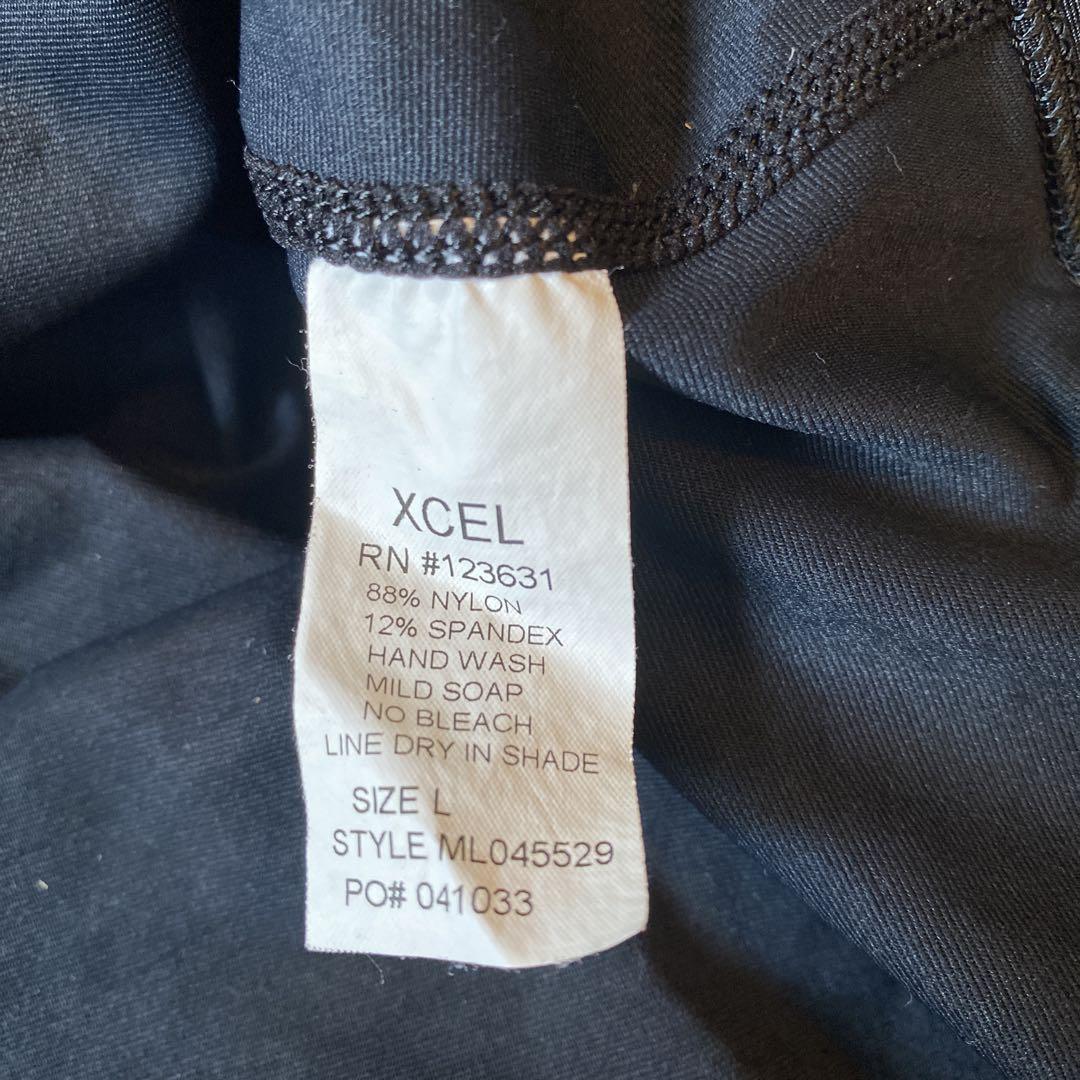 XCEL
RN #123631
88% NYLON
12% SPANDEX
HAND WASH
MILD SOAP
NO BLEACH
LINE DRY IN SHADE
SIZE L
STYLE ML045529
PO# 041033